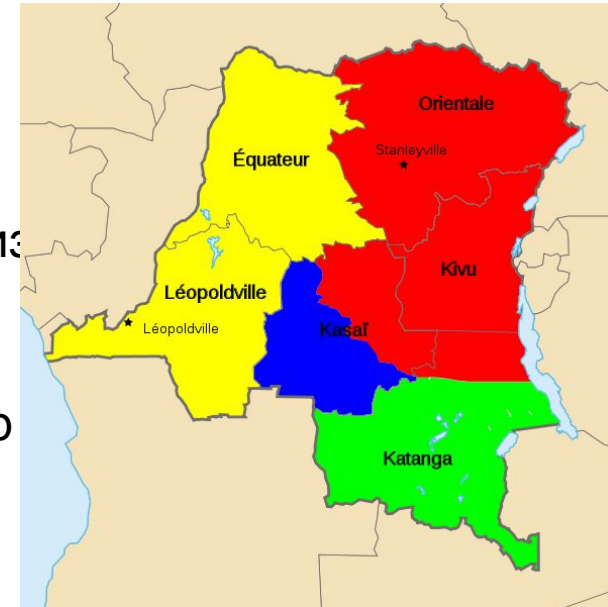 Orientale
Stanleyville
Équateur
Kivu
Léopoldville
Léopoldville
Kasaï
Katanga